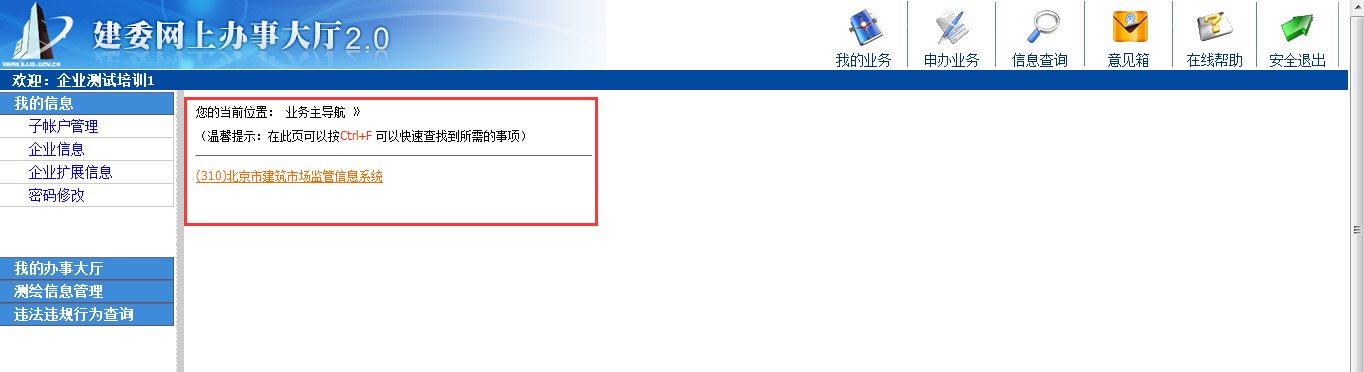 建委网上办事大厅2.0
WWW.BJJS.GOV.CN
我的业务
申办业务
信息查询
意见箱
在线帮助
安全退出
欢迎：企业测试培训1
我的信息
子帐户管理
企业信息
企业扩展信息
密码修改
我的办事大厅
测绘信息管理
违法违规行为查询
您的当前位置： 业务主导航 》
（温馨提示：在此页可以按Ctrl+F 可以快速查找到所需的事项）
(310)北京市建筑市场监管信息系统